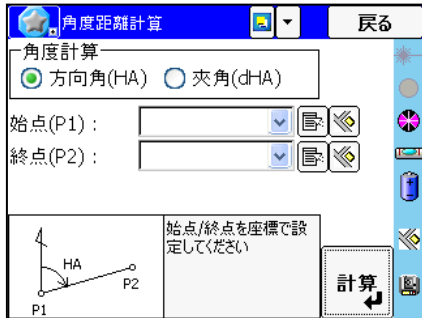 角度距離計算
戻る
角度計算
方向角(HA) 夾角(dHA)
始点(P1)：
終点(P2)：
HA
P2
P1
始点/終点を座標で設
定してください
計算